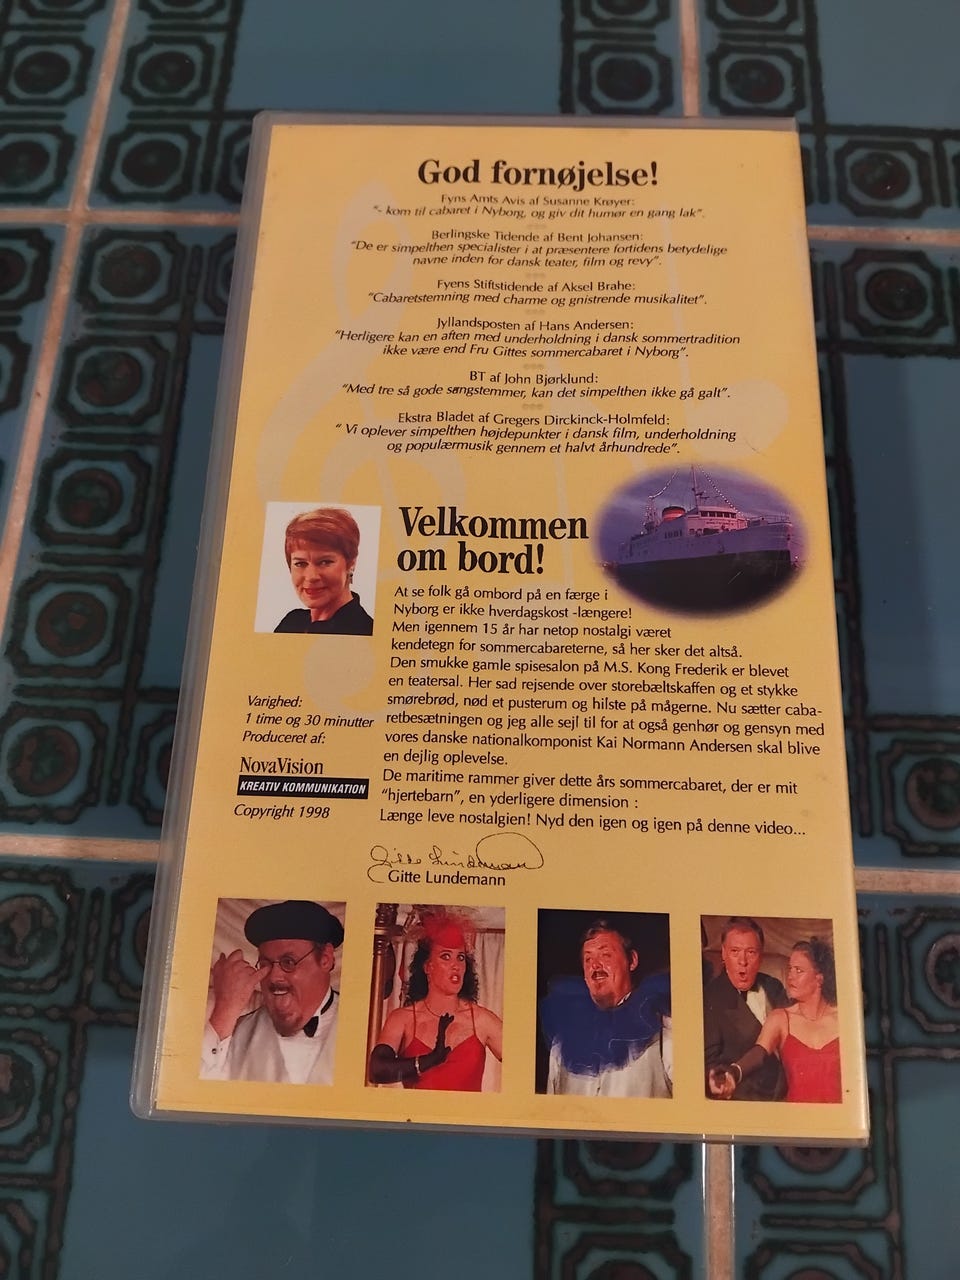 God fornøjelse!
Fyns Amts Avis af Susanne Krøyer:
"- kom til cabaret i Nyborg, og giv dit humør en gang lak".
Berlingske Tidende af Bent Johansen:
"De er simpelthen specialister i at præsentere fortidens betydelige
navne inden for dansk teater, film og revy".
Fyens Stiftstidende af Aksel Brahe:
"Cabaretstemning med charme og gnistrende musikalitet".
Jyllandsposten af Hans Andersen:
"Herligere kan en aften med underholdning i dansk sommertradition
ikke være end Fru Gittes sommercabaret i Nyborg".
BT af John Bjørklund:
"Med tre så gode sangstemmer, kan det simpelthen ikke gå galt".
Ekstra Bladet af Gregers Dirckinck-Holmfeld:
" Vi oplever simpelthen højdepunkter i dansk film, underholdning
og populærmusik gennem et halvt århundrede".
Velkommen
om bord!
At se folk gå ombord på en færge i
Nyborg er ikke hverdagskost -længere!
Men igennem 15 år har netop nostalgi været
kendetegn for sommercabareterne, så her sker det altså.
Den smukke gamle spisesalon på M.S. Kong Frederik er blevet
en teatersal. Her sad rejsende over storebæltskaffen og et stykke
smørebrød, nød et pusterum og hilste på mågerne. Nu sætter caba-
retbesætningen og jeg alle sejl til for at også genhør og gensyn med
vores danske nationalkomponist Kai Normann Andersen skal blive
en dejlig oplevelse.
De maritime rammer giver dette års sommercabaret, der er mit
"hjertebarn", en yderligere dimension :
Længe leve nostalgien! Nyd den igen og igen på denne video...
Gitte Lundemann
Gitte Lundemann
Varighed:
1 time og 30 minutter
Produceret af:
NovaVision
KREATIV KOMMUNIKATION
Copyright 1998